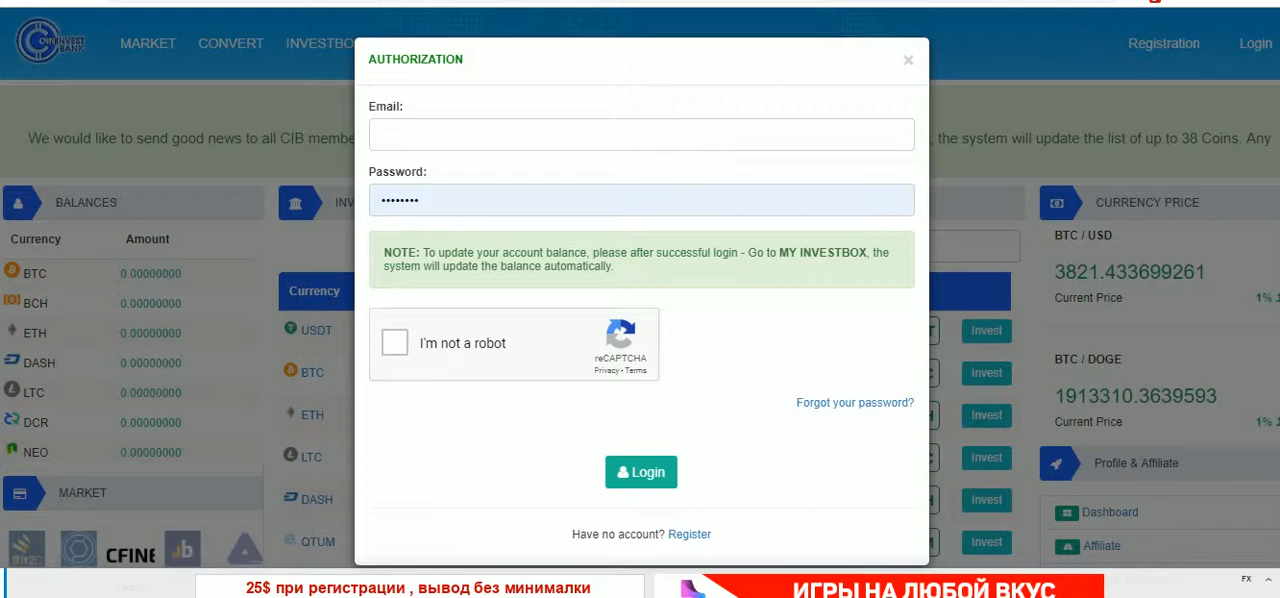 COININVEST
BANK
MARKET
CONVERT
INVESTBO
Registration
Login
AUTHORIZATION
×
Email:
Password:
••••••••
NOTE: To update your account balance, please after successful login - Go to MY INVESTBOX, the
system will update the balance automatically.
I'm not a robot
reCAPTCHA
Privacy - Terms
Forgot your password?
Login
Have no account? Register
We would like to send good news to all CIB membe
, the system will update the list of up to 38 Coins. Any
BALANCES
Currency Amount
BTC 0.00000000
BCH 0.00000000
ETH 0.00000000
DASH 0.00000000
LTC 0.00000000
DCR 0.00000000
NEO 0.00000000
MARKET
CFINE
INV
Currency
USDT Invest
BTC Invest
ETH Invest
LTC Invest
DASH Invest
QTUM Invest
CURRENCY PRICE
BTC / USD
3821.433699261
Current Price 1%
BTC / DOGE
1913310.3639593
Current Price 1%
Profile & Affiliate
Dashboard
Affiliate
25$ при регистрации , вывод без минималки
ИГРЫ НА ЛЮБОЙ ВКУС
FX